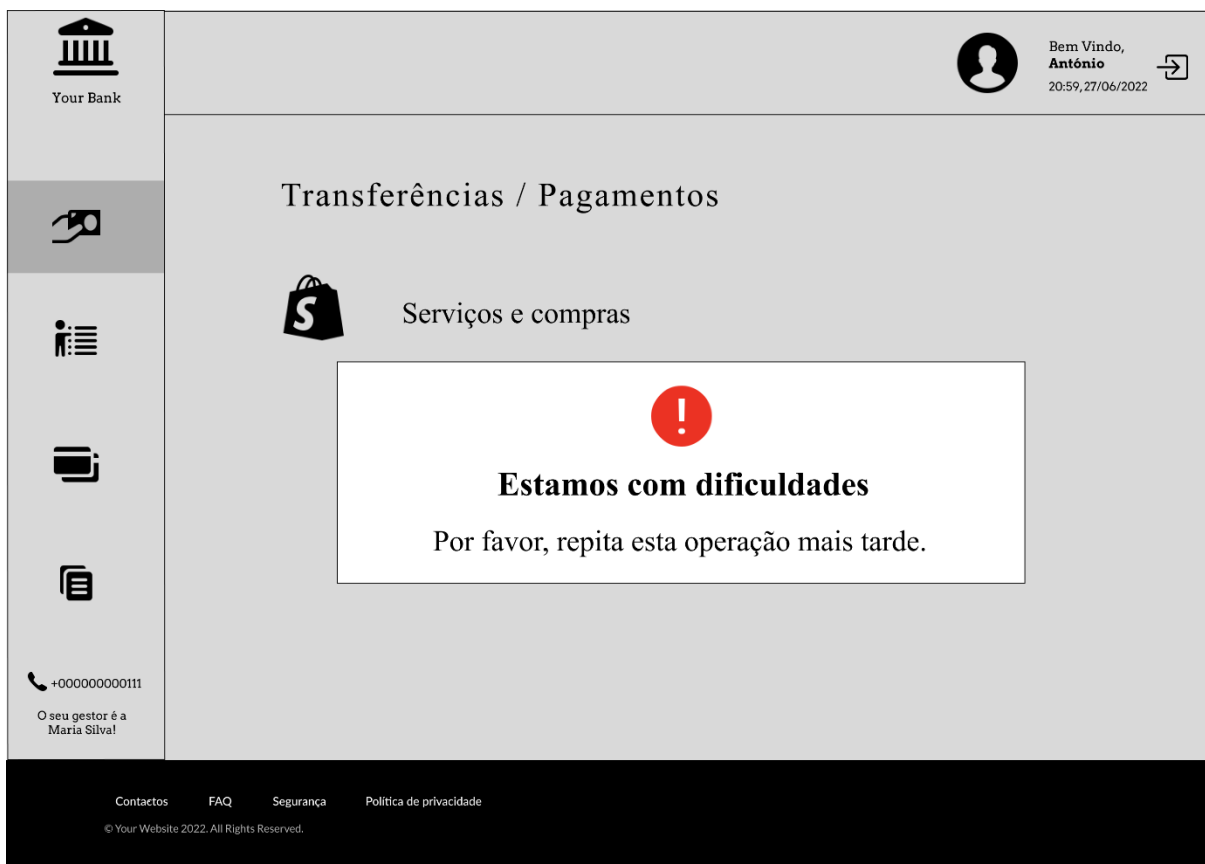 Your Bank
Bem Vindo,
António
20:59, 27/06/2022
Transferências / Pagamentos
S
Serviços e compras
!
Estamos com dificuldades
Por favor, repita esta operação mais tarde.
+000000000111
O seu gestor é a
Maria Silva!
Contactos FAQ Segurança Política de privacidade
© Your Website 2022. All Rights Reserved.